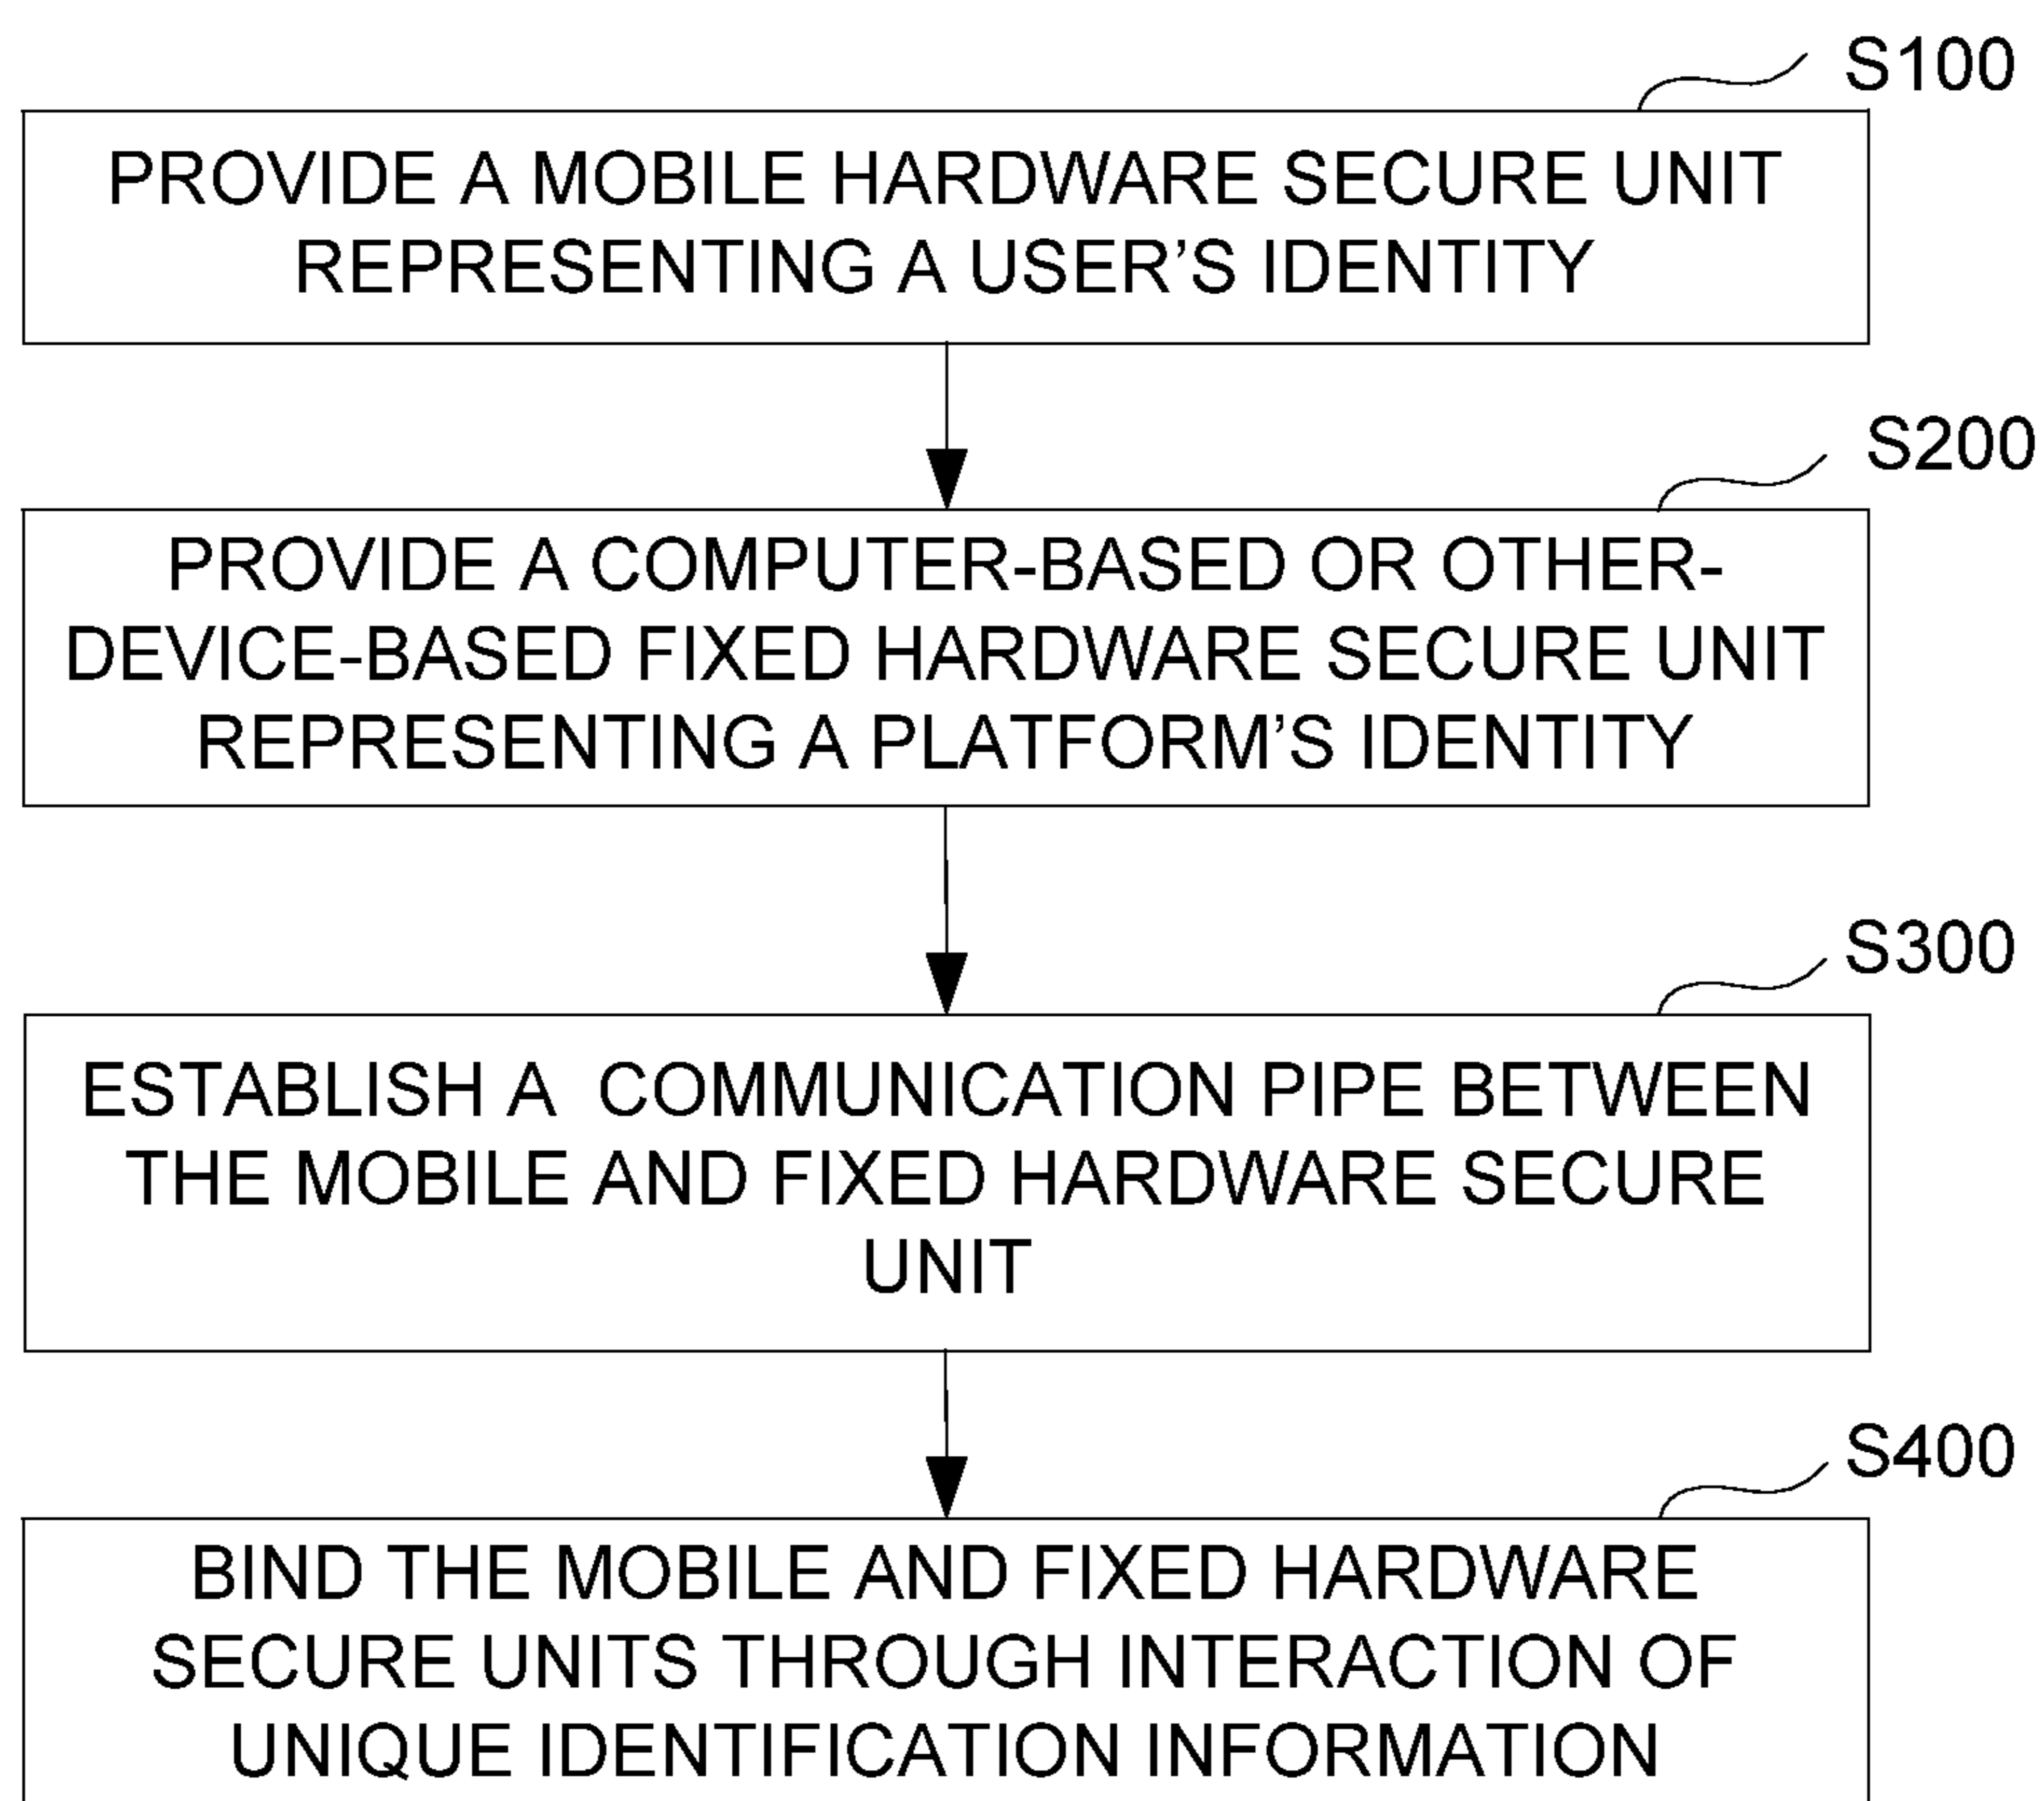 S100
PROVIDE A MOBILE HARDWARE SECURE UNIT
REPRESENTING A USER’S IDENTITY
S200
PROVIDE A COMPUTER-BASED OR OTHER-
DEVICE-BASED FIXED HARDWARE SECURE UNIT
REPRESENTING A PLATFORM’S IDENTITY
S300
ESTABLISH A COMMUNICATION PIPE BETWEEN
THE MOBILE AND FIXED HARDWARE SECURE
UNIT
S400
BIND THE MOBILE AND FIXED HARDWARE
SECURE UNITS THROUGH INTERACTION OF
UNIQUE IDENTIFICATION INFORMATION